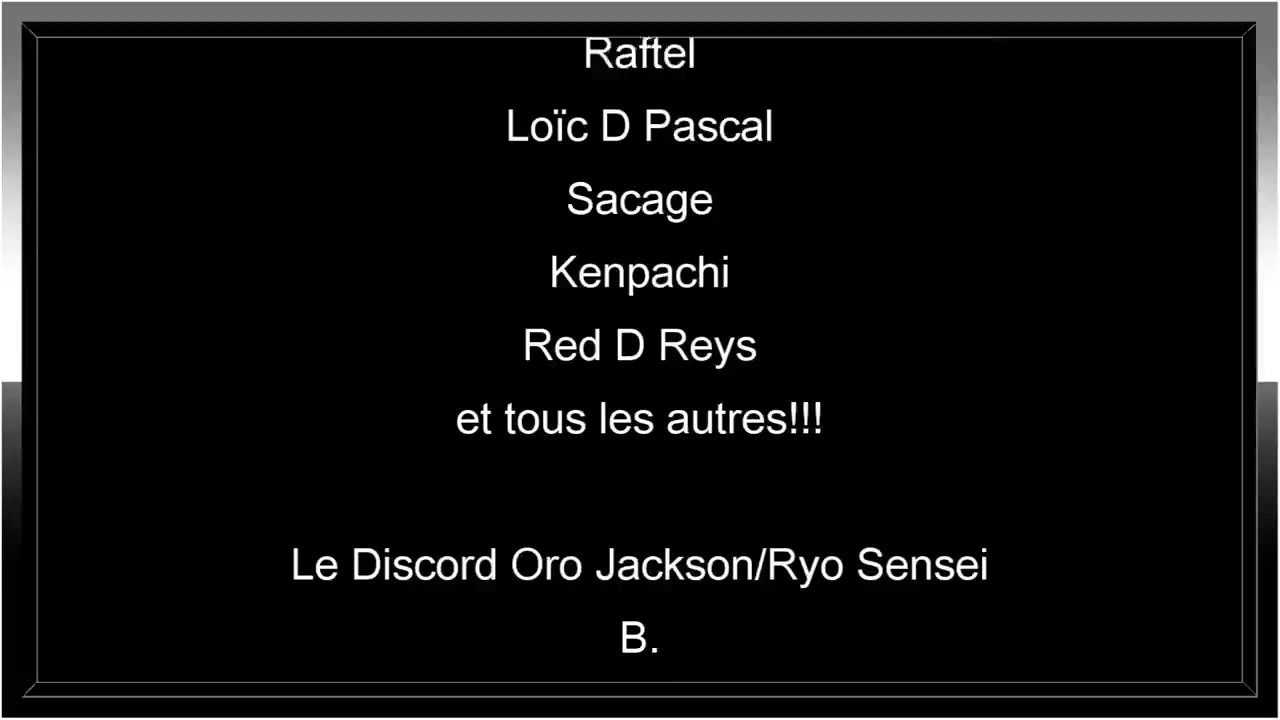 Raftel
Loïc D Pascal
Sacage
Kenpachi
Red D Reys
et tous les autres!!!
Le Discord Oro Jackson/Ryo Sensei
B.